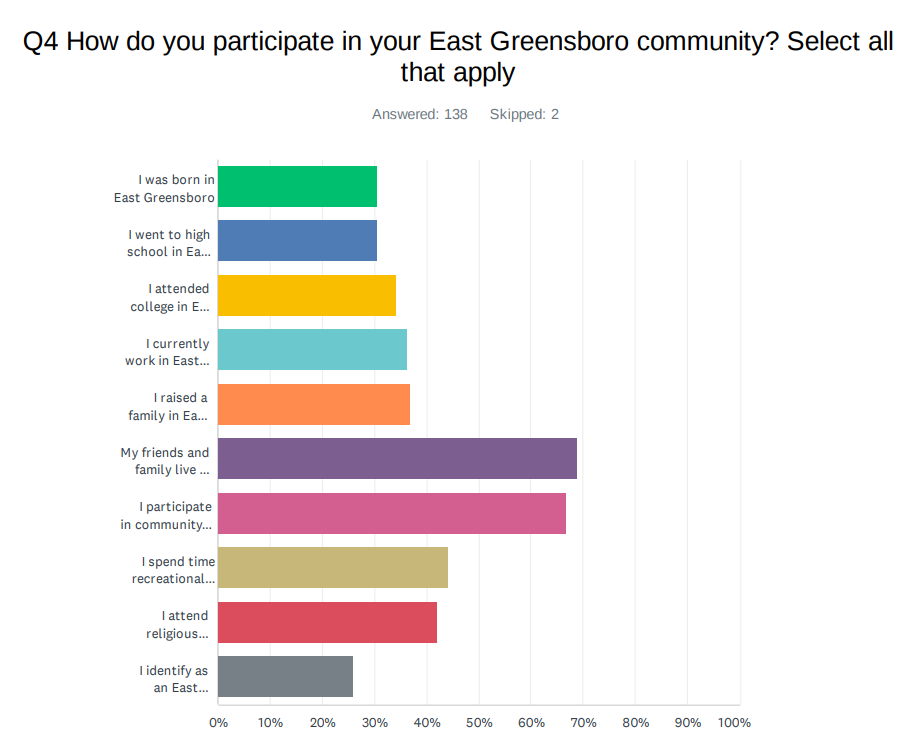 Q4 How do you participate in your East Greensboro community? Select all
that apply
Answered: 138 Skipped: 2
I was born in
East Greensboro
I went to high
school in Ea...
I attended
college in E...
I currently
work in East...
I raised a
family in Ea...
My friends and
family live ...
I participate
in community...
I spend time
recreational...
I attend
religious...
I identify as
an East...
0% 10% 20% 30% 40% 50% 60% 70% 80% 90% 100%